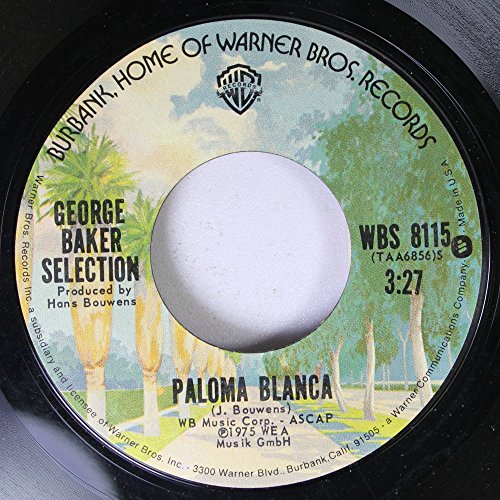 BURBANK, HOME OF WARNER BROS. RECORDS
WB
RECORDS
GEORGE
BAKER
SELECTION
Produced by
Hans Bouwens
WBS 8115
(TAA6856)S
3:27
PALOMA BLANCA
(J. Bouwens)
WB Music Corp. - ASCAP
℗1975 WEA
Musik GmbH
Warner Bros. Records Inc. a subsidiary and licensee of Warner Bros. Inc. · 3300 Warner Blvd., Burbank, Calif. 91505 · a Warner Communications Company. Made in U.S.A.